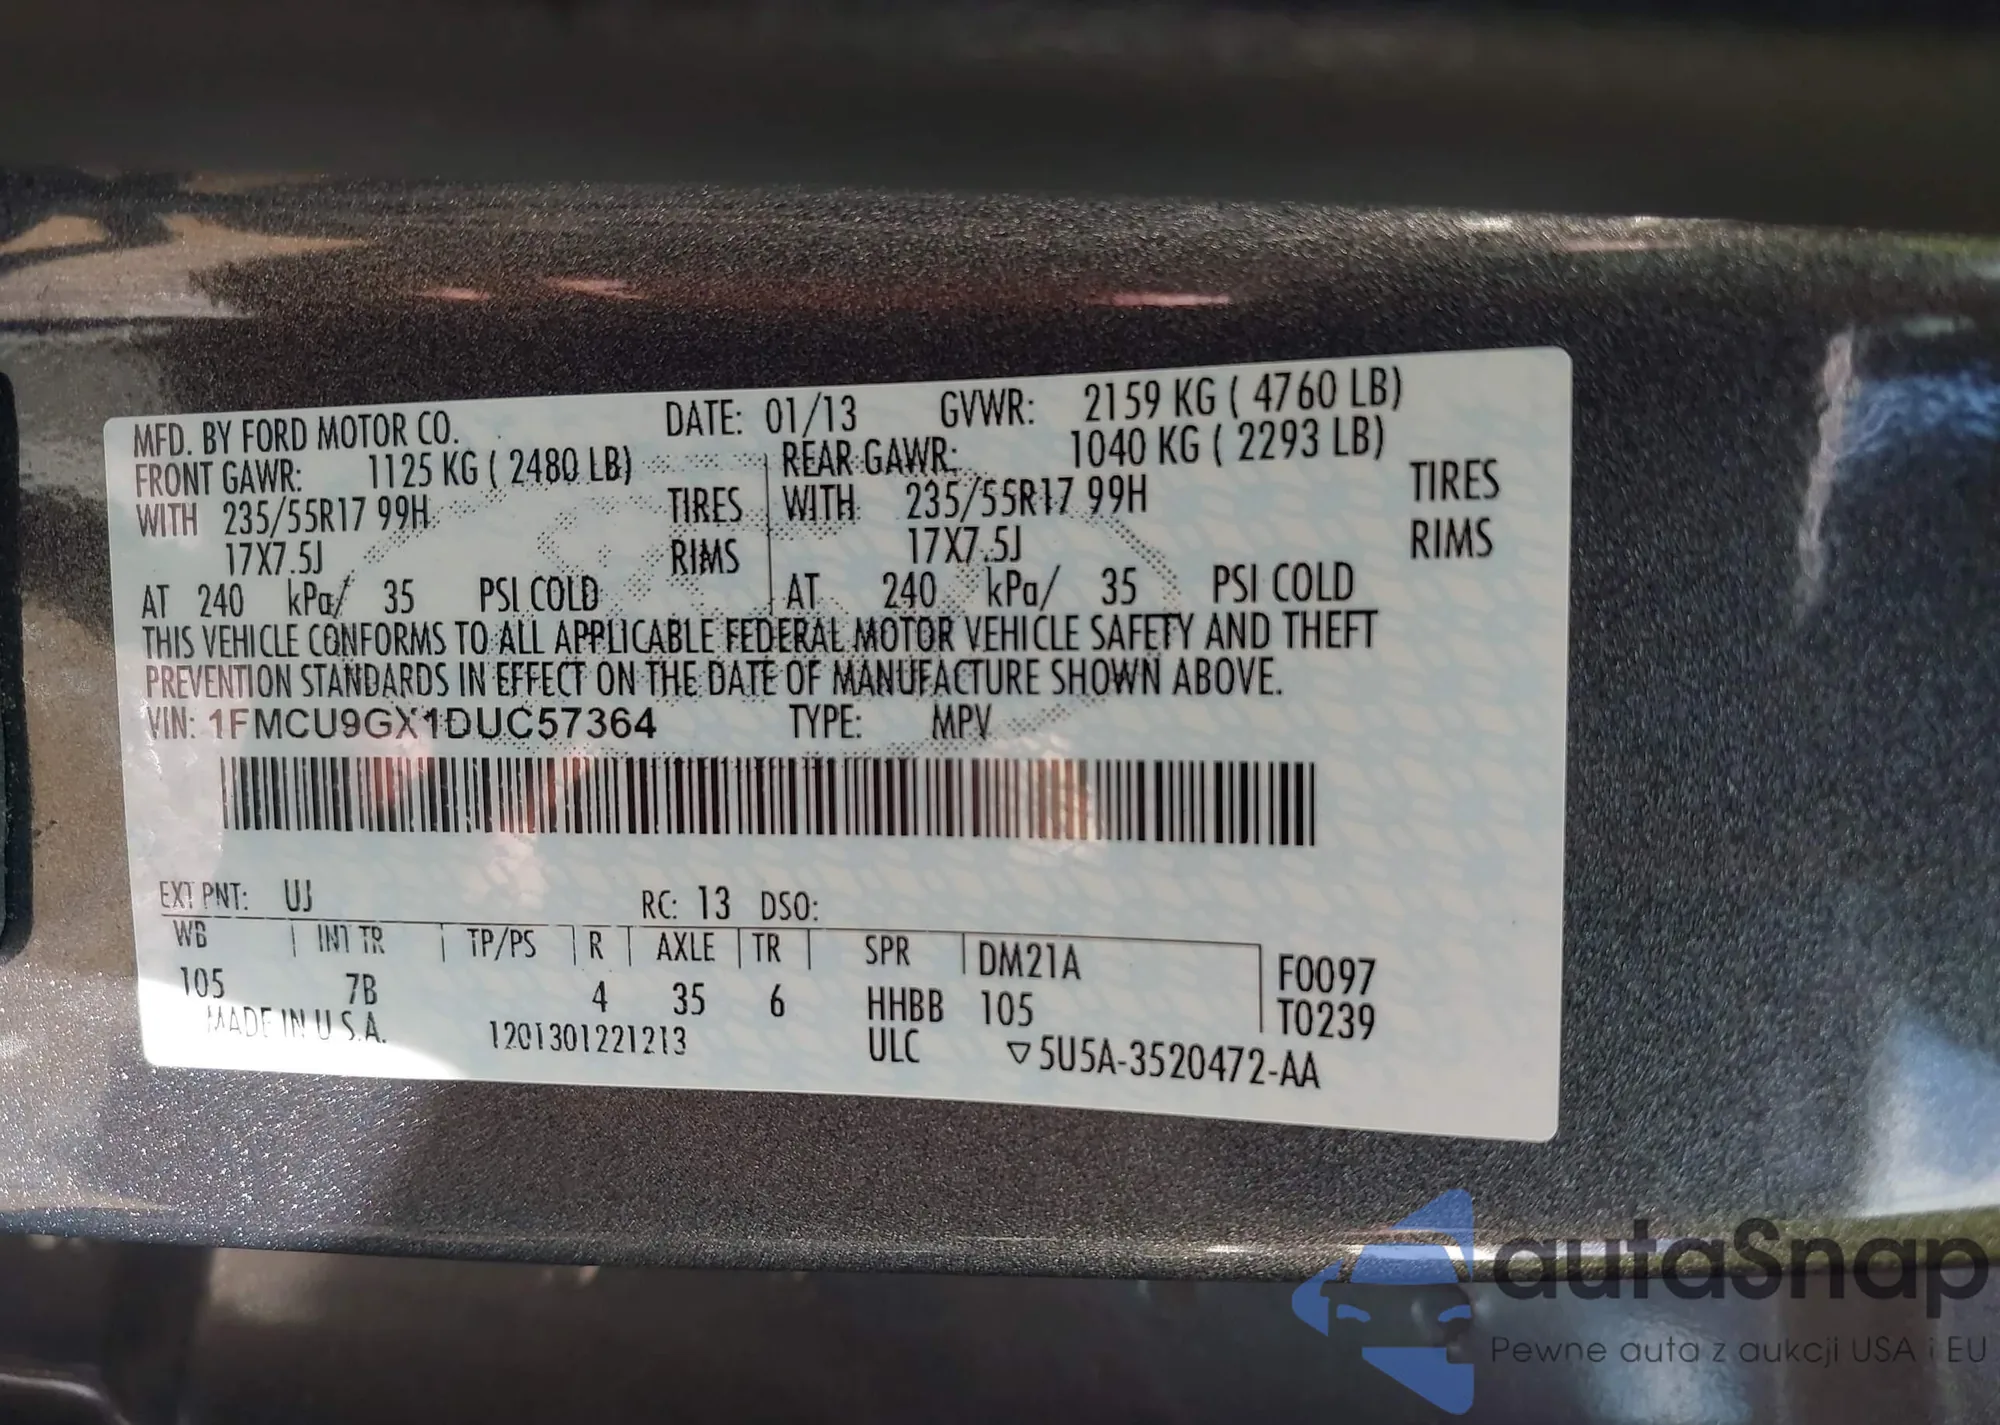 MFD. BY FORD MOTOR CO. DATE: 01/13 GVWR: 2159 KG ( 4760 LB)
FRONT GAWR: 1125 KG ( 2480 LB) REAR GAWR: 1040 KG ( 2293 LB)
WITH 235/55R17 99H TIRES WITH 235/55R17 99H TIRES
17X7.5J RIMS 17X7.5J RIMS
AT 240 kPa/ 35 PSI COLD AT 240 kPa/ 35 PSI COLD
THIS VEHICLE CONFORMS TO ALL APPLICABLE FEDERAL MOTOR VEHICLE SAFETY AND THEFT
PREVENTION STANDARDS IN EFFECT ON THE DATE OF MANUFACTURE SHOWN ABOVE.
VIN: 1FMCU9GX1DUC57364 TYPE: MPV
EXT PNT: UJ RC: 13 DSO:
WB INT TR TP/PS R AXLE TR SPR DM21A F0097
105 7B 4 35 6 HHBB 105 T0239
MADE IN U.S.A. 1201301221213 ULC ▽5U5A-3520472-AA
autaSnap
Pewne auta z aukcji USA i EU